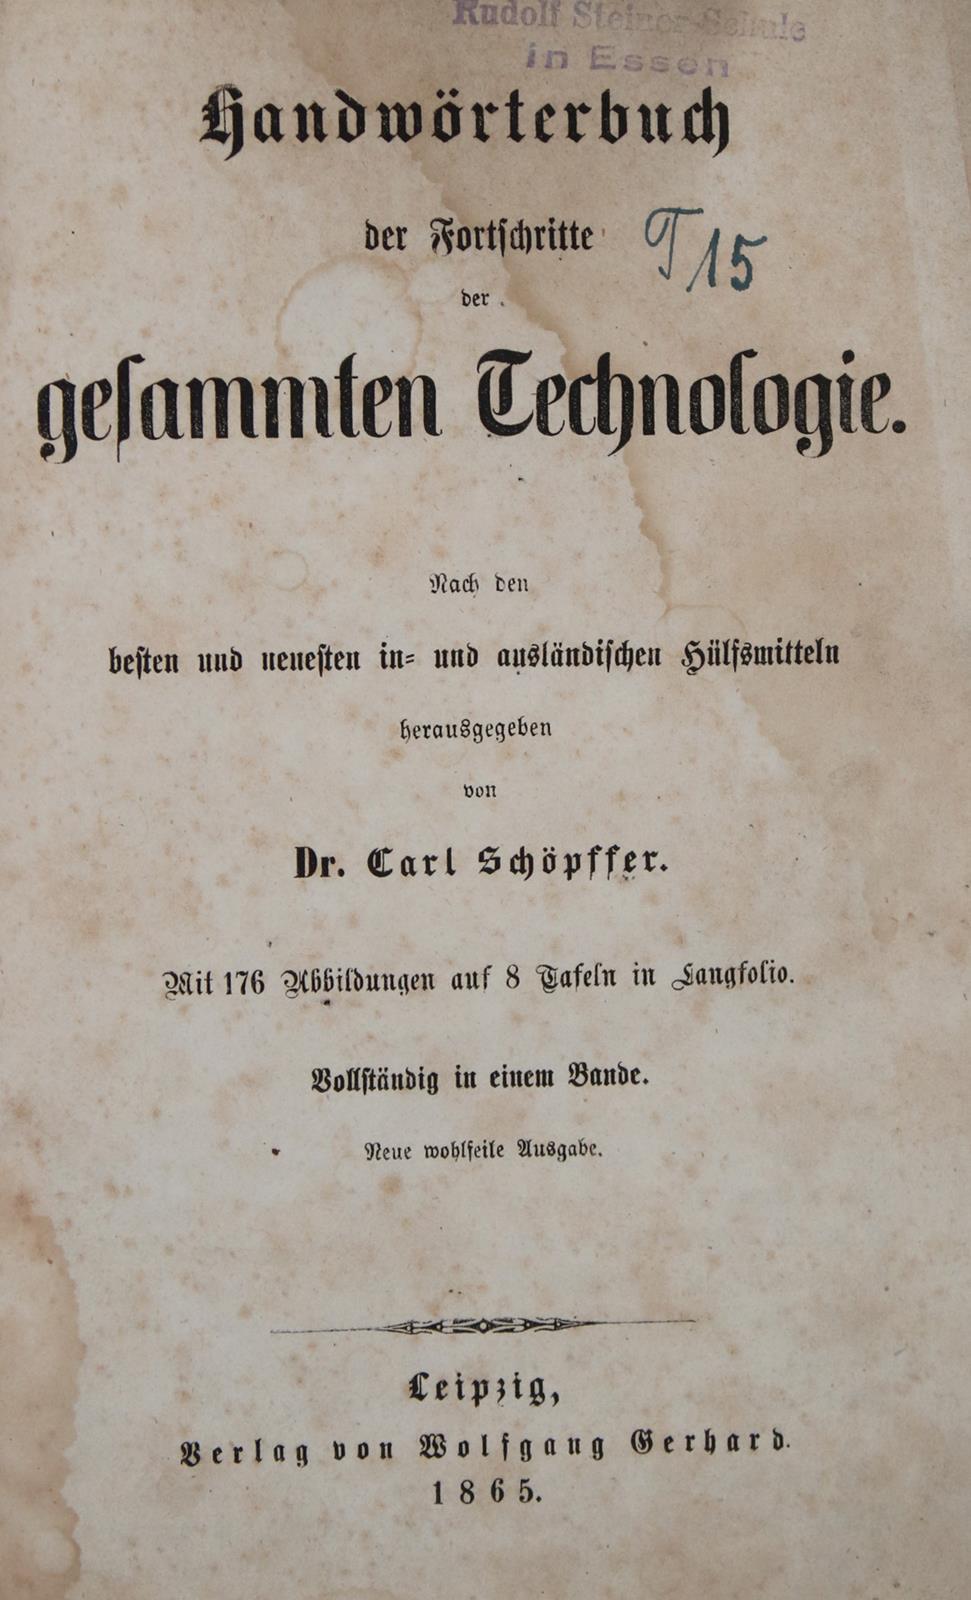 Rudolf Steiner-Schule
in Essen
Handwörterbuch
der Fortſchritte
T 15
der
geſammten Technologie.
Nach den
beſten und neueſten in= und ausländiſchen Hülfsmitteln
herausgegeben
von
Dr. Carl Schöpffer.
Mit 176 Abbildungen auf 8 Tafeln in Langfolio.
Vollſtändig in einem Bande.
Neue wohlfeile Ausgabe.
Leipzig,
Verlag von Wolfgang Gerhard.
1865.